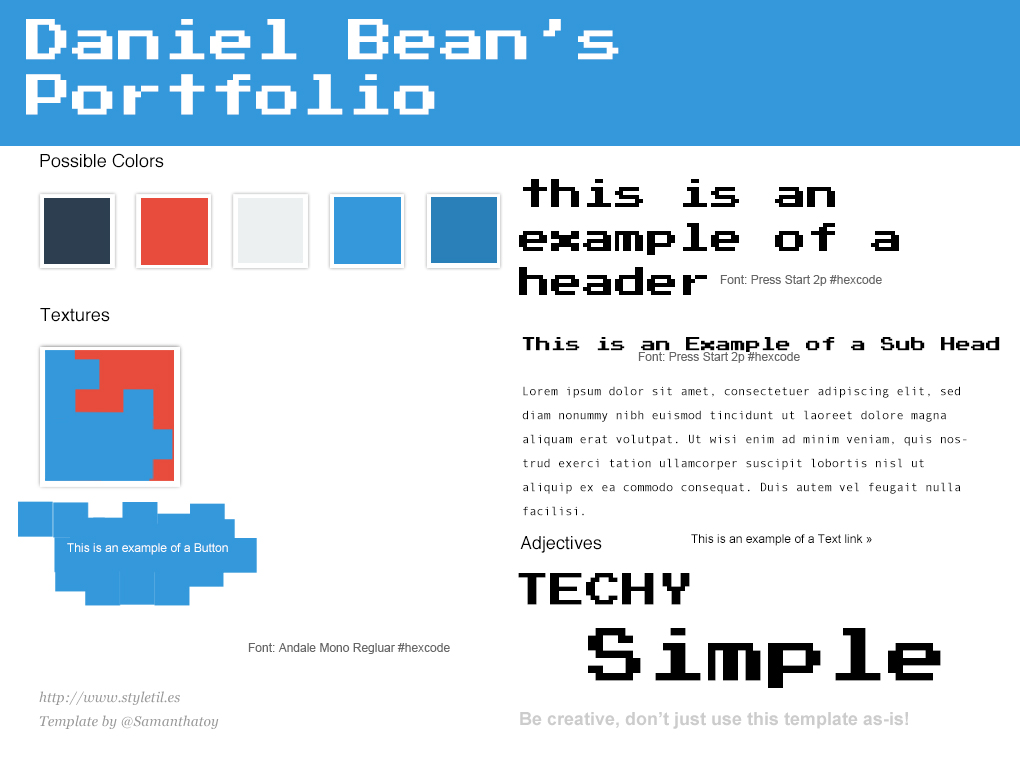 Daniel Bean's
Portfolio
Possible Colors
this is an
example of a
header
Font: Press Start 2p #hexcode
Textures
This is an Example of a Sub Head
Font: Press Start 2p #hexcode
Lorem ipsum dolor sit amet, consectetuer adipiscing elit, sed
diam nonummy nibh euismod tincidunt ut laoreet dolore magna
aliquam erat volutpat. Ut wisi enim ad minim veniam, quis nos-
trud exerci tation ullamcorper suscipit lobortis nisl ut
aliquip ex ea commodo consequat. Duis autem vel feugait nulla
facilisi.
This is an example of a Button
Adjectives
This is an example of a Text link »
TECHY
Simple
Font: Andale Mono Regluar #hexcode
http://www.styletil.es
Template by @Samanthatoy
Be creative, don’t just use this template as-is!